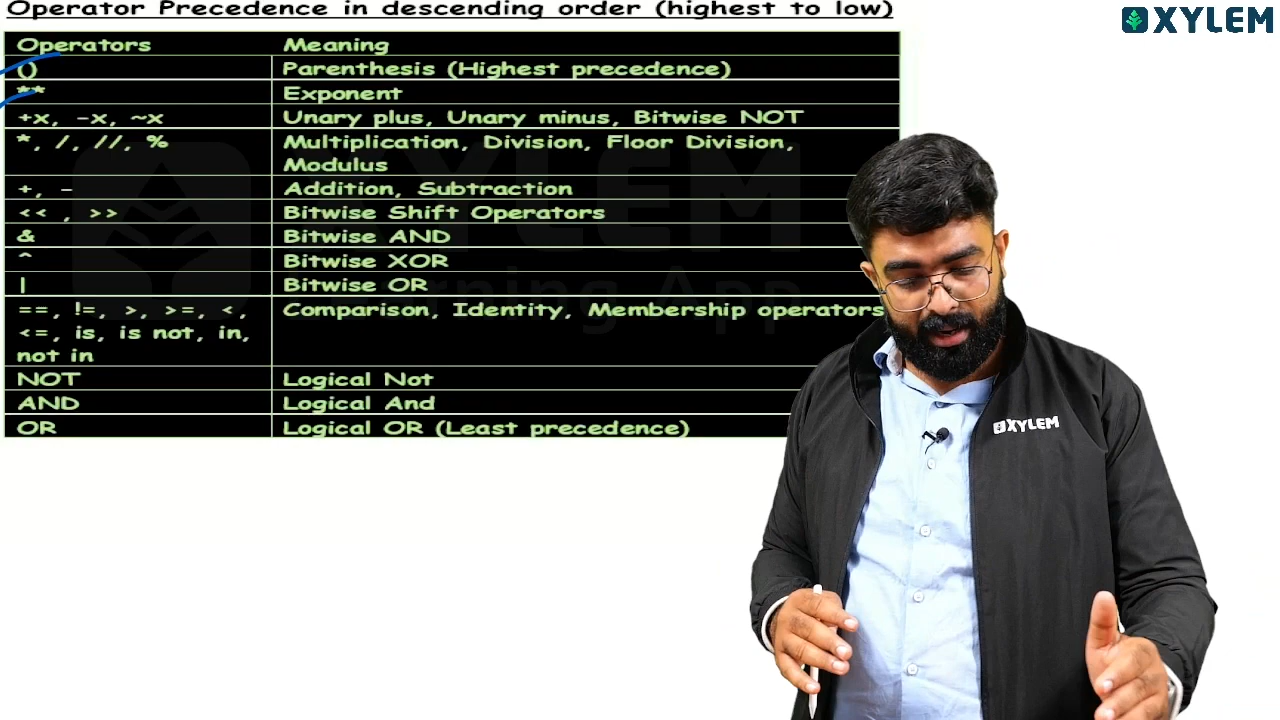 Operator Precedence in descending order (highest to low)
XYLEM
Operators Meaning
() Parenthesis (Highest precedence)
** Exponent
+x, -x, ~x Unary plus, Unary minus, Bitwise NOT
*, /, //, % Multiplication, Division, Floor Division,
Modulus
+, - Addition, Subtraction
<< , >> Bitwise Shift Operators
& Bitwise AND
^ Bitwise XOR
| Bitwise OR
==, !=, >, >=, <, Comparison, Identity, Membership operators
<=, is, is not, in,
not in
NOT Logical Not
AND Logical And
OR Logical OR (Least precedence)
XYLEM
Learning App
XYLEM